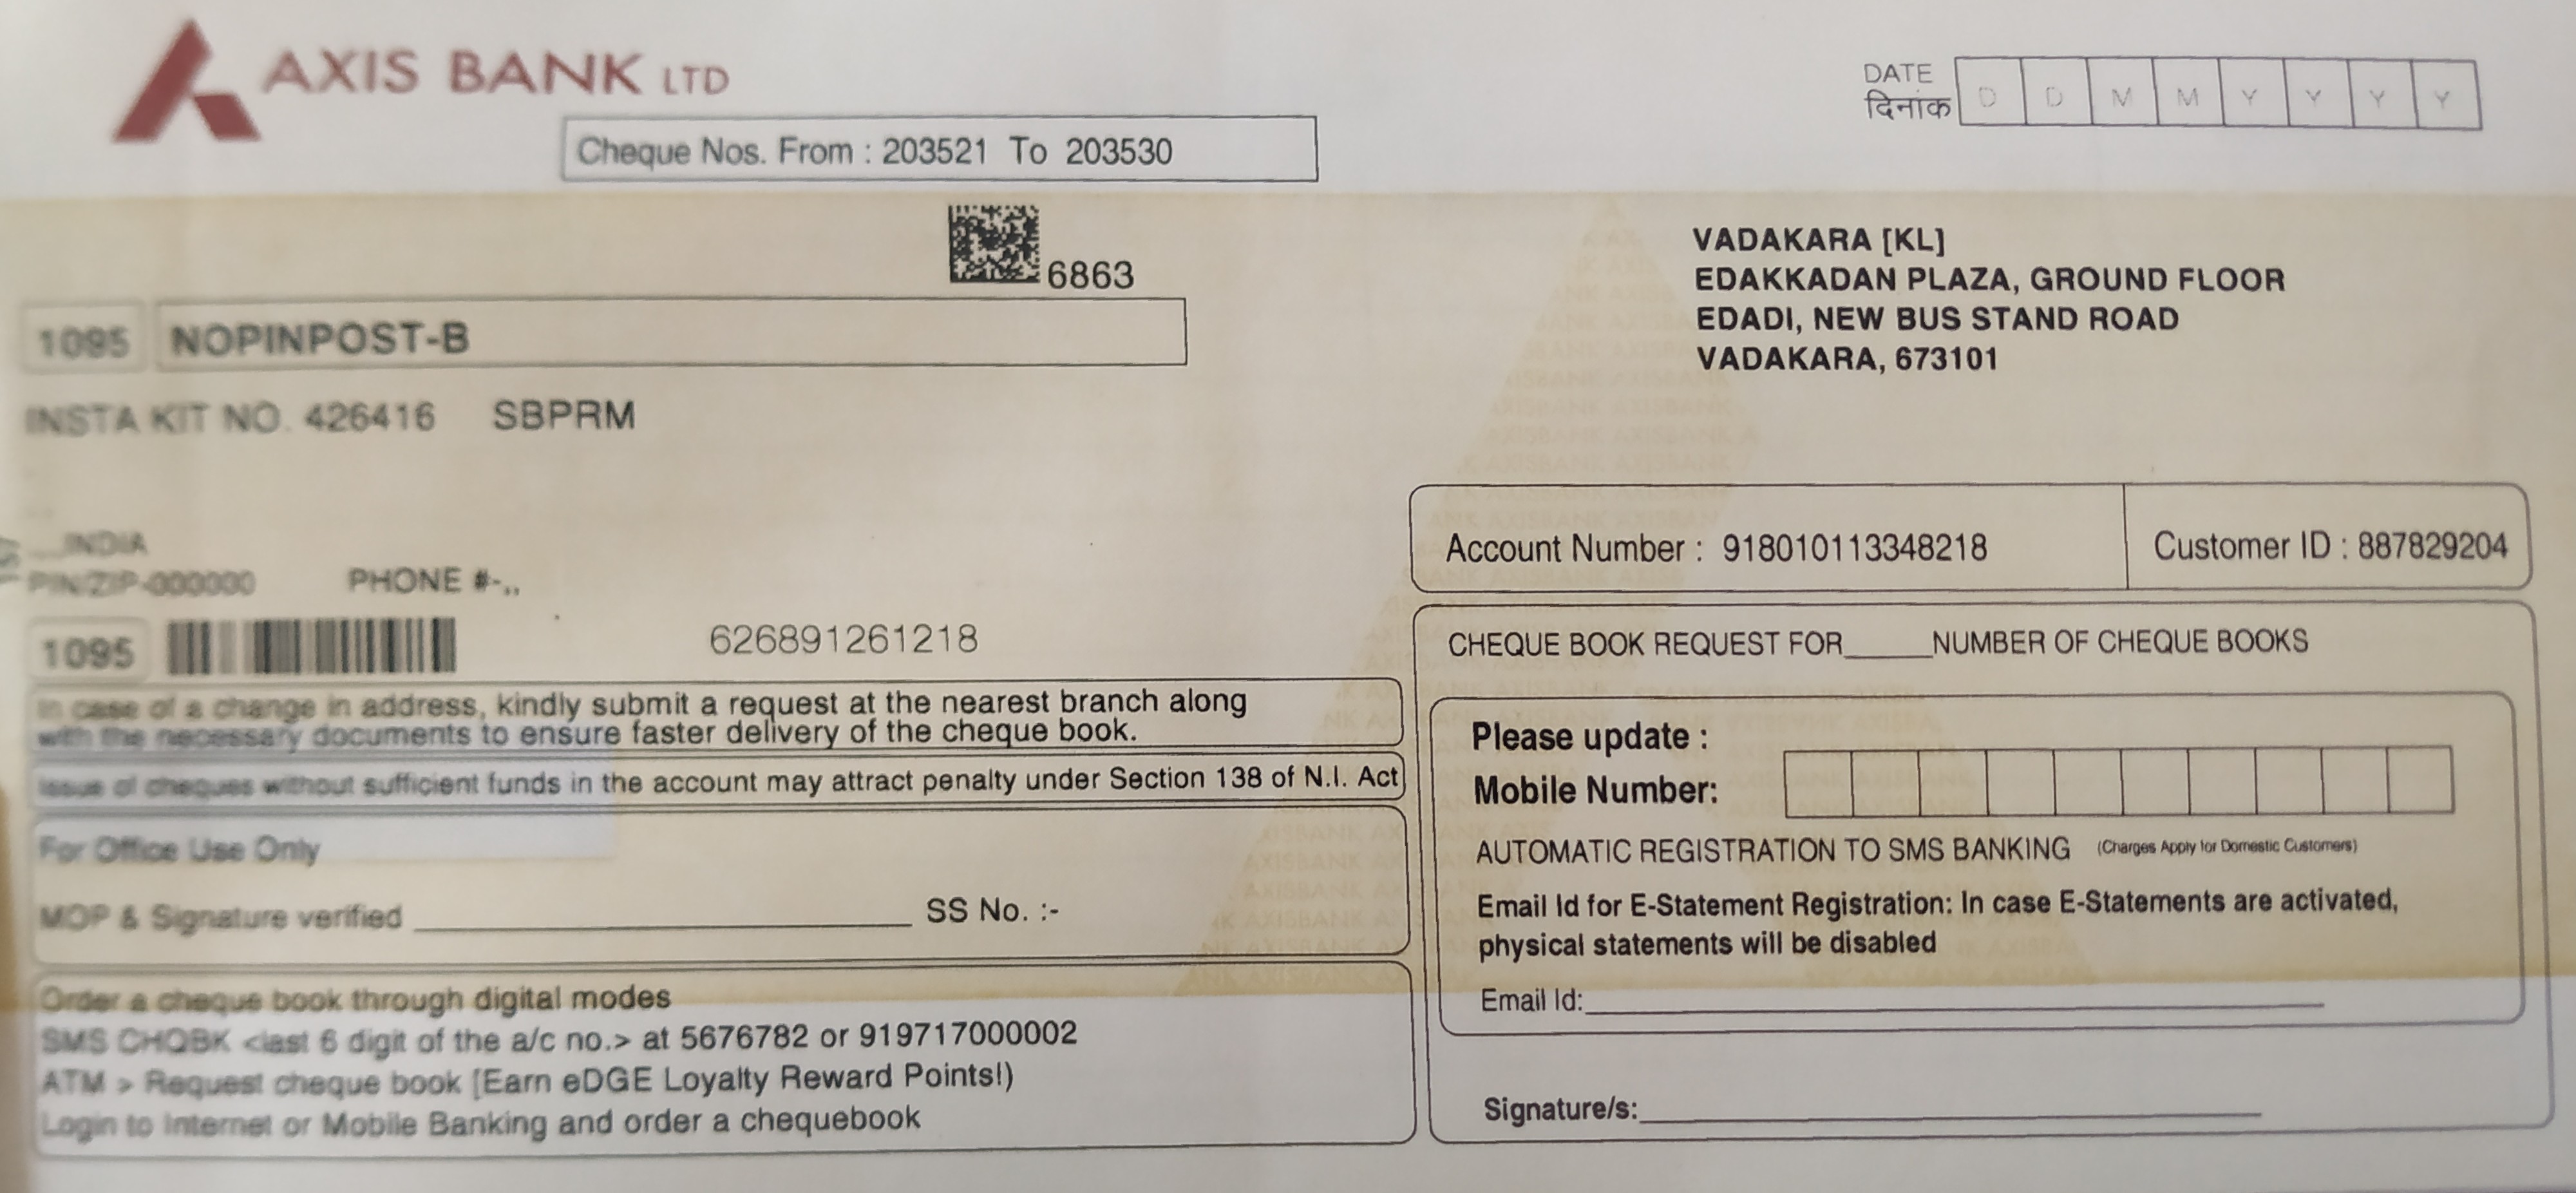 AXIS BANK LTD
DATE
दिनांक
D D M M Y Y Y Y
Cheque Nos. From : 203521 To 203530
6863
VADAKARA [KL]
EDAKKADAN PLAZA, GROUND FLOOR
EDADI, NEW BUS STAND ROAD
VADAKARA, 673101
1095 NOPINPOST-B
INSTA KIT NO. 426416 SBPRM
INDIA
PIN/ZIP-000000 PHONE #-,,
Account Number : 918010113348218
Customer ID : 887829204
1095
626891261218
In case of a change in address, kindly submit a request at the nearest branch along
with the necessary documents to ensure faster delivery of the cheque book.
Issue of cheques without sufficient funds in the account may attract penalty under Section 138 of N.I. Act
For Office Use Only
MOP & Signature verified SS No. :-
Order a cheque book through digital modes
SMS CHQBK <last 6 digit of the a/c no.> at 5676782 or 919717000002
ATM > Request cheque book [Earn eDGE Loyalty Reward Points!)
Login to Internet or Mobile Banking and order a chequebook
CHEQUE BOOK REQUEST FOR_____NUMBER OF CHEQUE BOOKS
Please update :
Mobile Number:
AUTOMATIC REGISTRATION TO SMS BANKING (Charges Apply for Domestic Customers)
Email Id for E-Statement Registration: In case E-Statements are activated,
physical statements will be disabled
Email Id:
Signature/s: